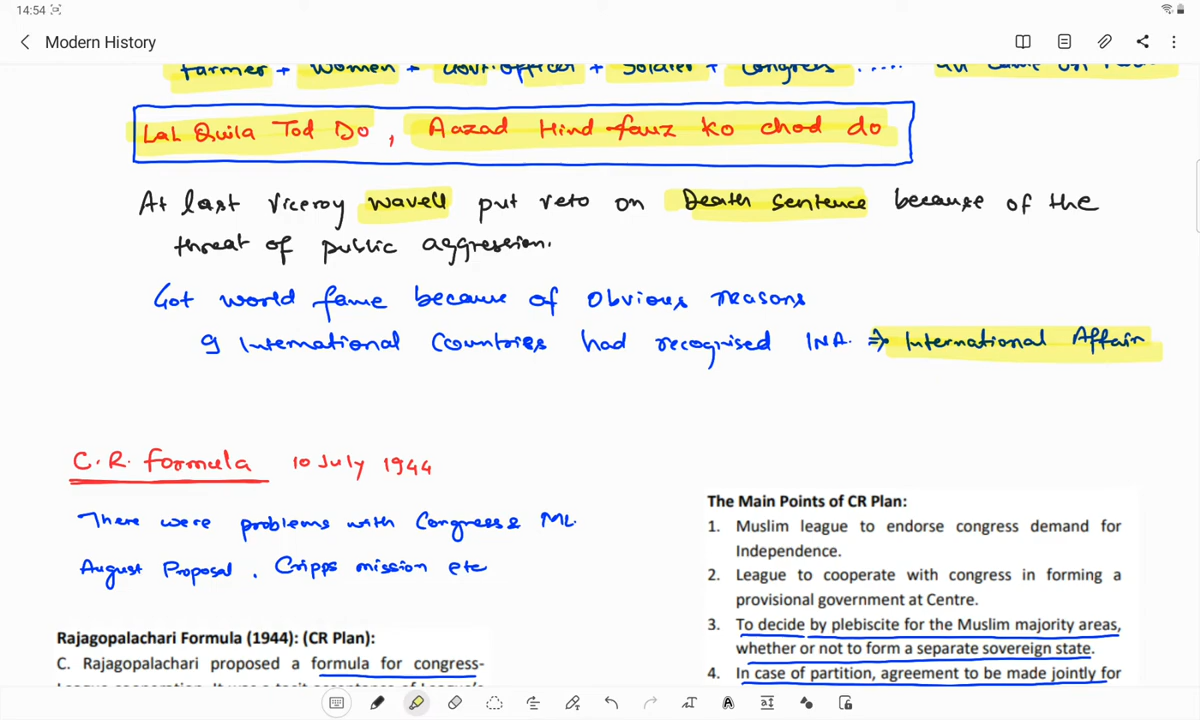 14:54
Modern History
Farmer + Women + Govt. officer + Soldier + Congress .....
Lal Quila Tod Do, Aazad Hind fauz ko chod do
At last viceroy wavell put veto on Death Sentence because of the
threat of public aggression.
Got world fame because of obvious reasons
9 International Countries had recognised INA. ⇒ International Affair
C.R. formula 10 July 1944
There were problems with Congress & ML.
August Proposal, Cripps mission etc
The Main Points of CR Plan:
1. Muslim league to endorse congress demand for
Independence.
2. League to cooperate with congress in forming a
provisional government at Centre.
3. To decide by plebiscite for the Muslim majority areas,
whether or not to form a separate sovereign state.
4. In case of partition, agreement to be made jointly for
Rajagopalachari Formula (1944): (CR Plan):
C. Rajagopalachari proposed a formula for congress-